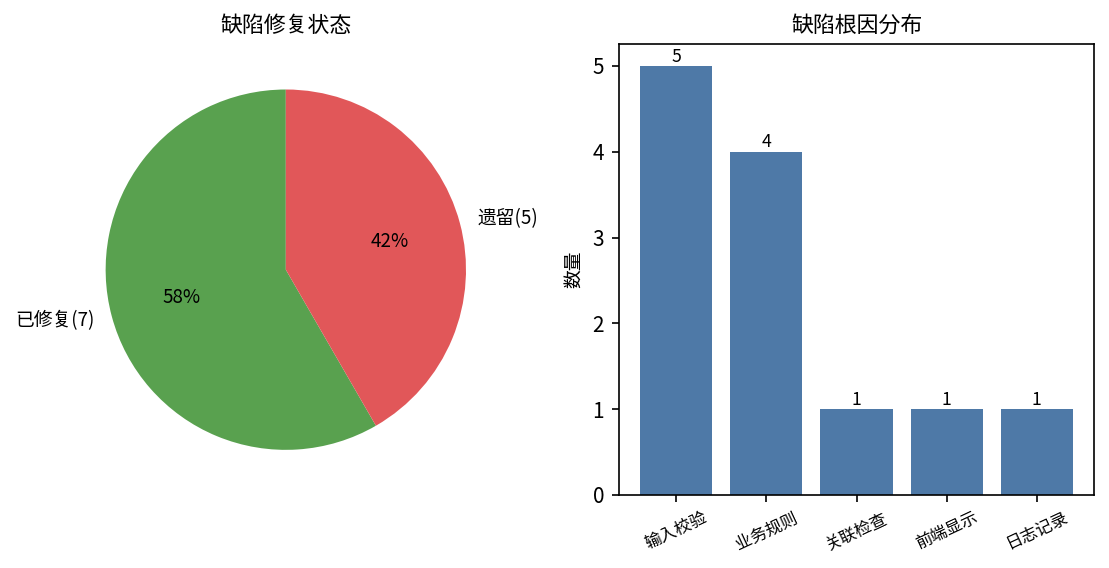 缺陷修复状态
遗留(5)
42%
58%
已修复(7)
缺陷根因分布
数量
5
4
3
2
1
0
5
4
1
1
1
输入校验
业务规则
关联检查
前端显示
日志记录